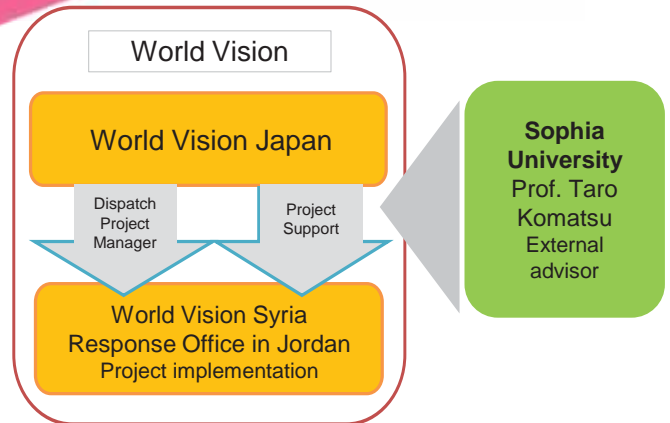 World Vision
World Vision Japan
Dispatch
Project
Manager
Project
Support
World Vision Syria
Response Office in Jordan
Project implementation
Sophia
University
Prof. Taro
Komatsu
External
advisor